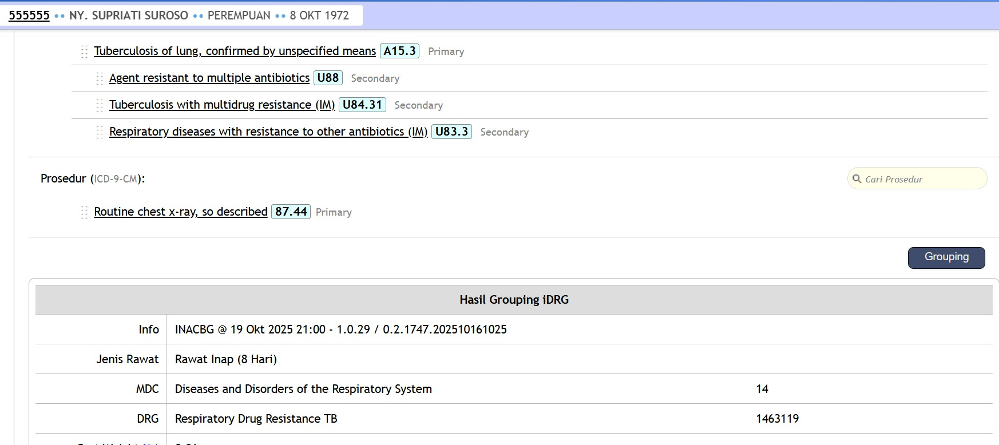 555555 •• NY. SUPRIATI SUROSO •• PEREMPUAN •• 8 OKT 1972
Tuberculosis of lung, confirmed by unspecified means A15.3 Primary
Agent resistant to multiple antibiotics U88 Secondary
Tuberculosis with multidrug resistance (IM) U84.31 Secondary
Respiratory diseases with resistance to other antibiotics (IM) U83.3 Secondary
Prosedur (ICD-9-CM): Cari Prosedur
Routine chest x-ray, so described 87.44 Primary
Grouping
Hasil Grouping iDRG
Info INACBG @ 19 Okt 2025 21:00 - 1.0.29 / 0.2.1747.202510161025
Jenis Rawat Rawat Inap (8 Hari)
MDC Diseases and Disorders of the Respiratory System 14
DRG Respiratory Drug Resistance TB 1463119